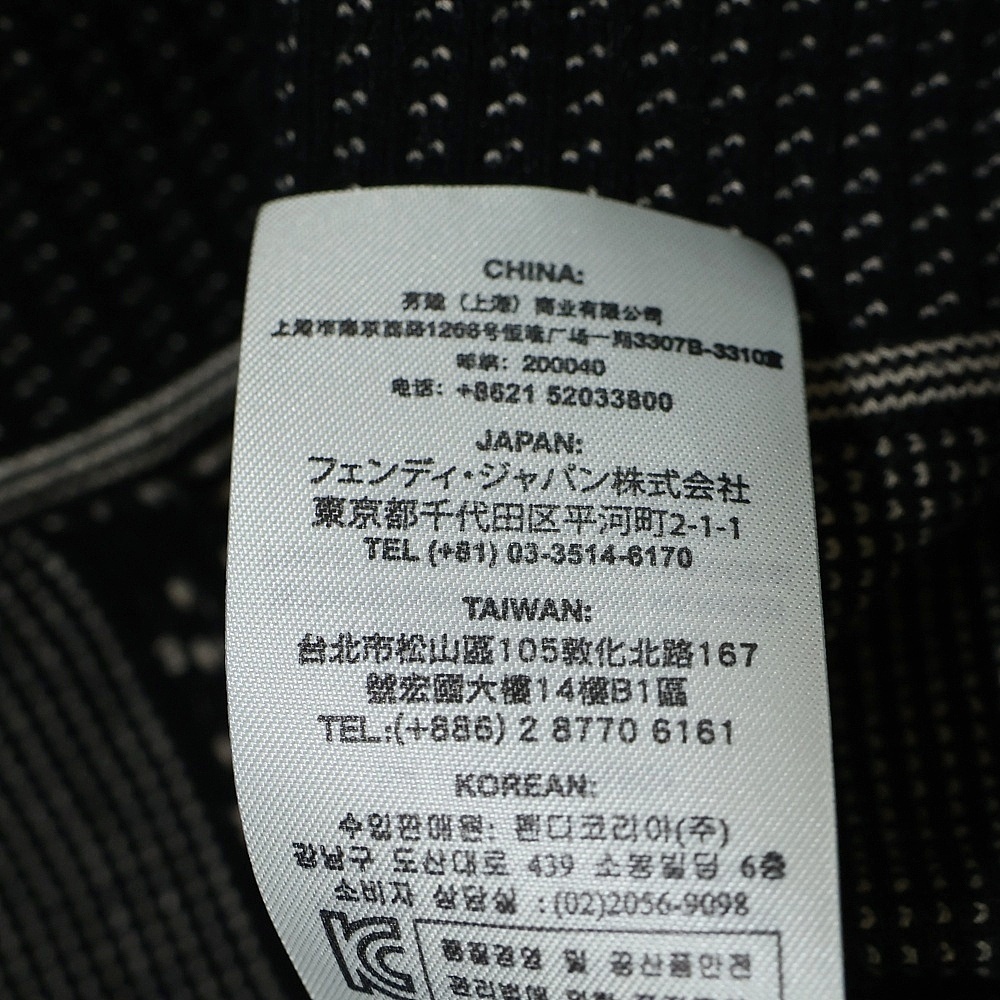 CHINA:
（上海）商业有限公司
上海市南京西路1266号恒隆广场一期3307B-3310室
邮编：200040
电话：+8621 52033800
JAPAN:
フェンディ・ジャパン株式会社
東京都千代田区平河町2-1-1
TEL (+81) 03-3514-6170
TAIWAN:
台北市松山區105敦化北路167
號宏國大樓14樓B1區
TEL:(+886) 2 8770 6161
KOREAN:
수입판매원: 펜디코리아(주)
강남구 도산대로 439 소용빌딩 6층
소비자 상담실 :(02)2056-9098
및 공산품안전